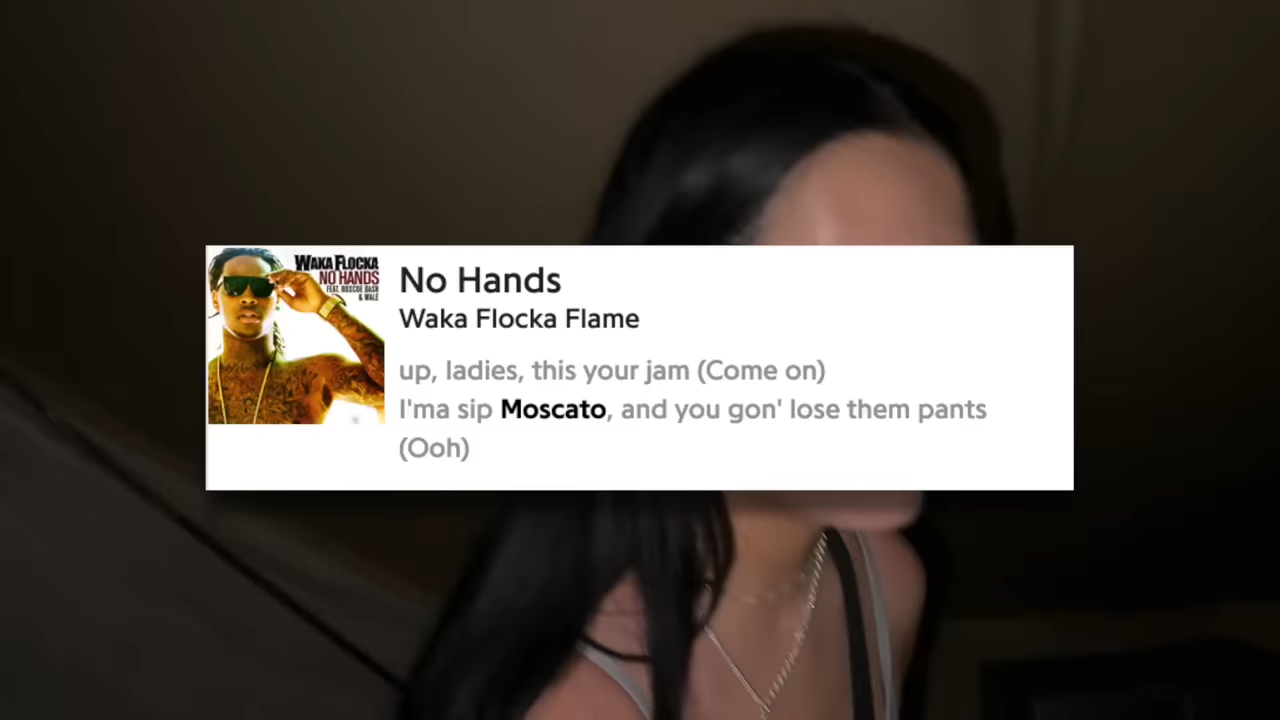 WAKA FLOCKA
NO HANDS
FEAT. ROSCOE DASH
& WALE
No Hands
Waka Flocka Flame
up, ladies, this your jam (Come on)
I'ma sip Moscato, and you gon' lose them pants
(Ooh)